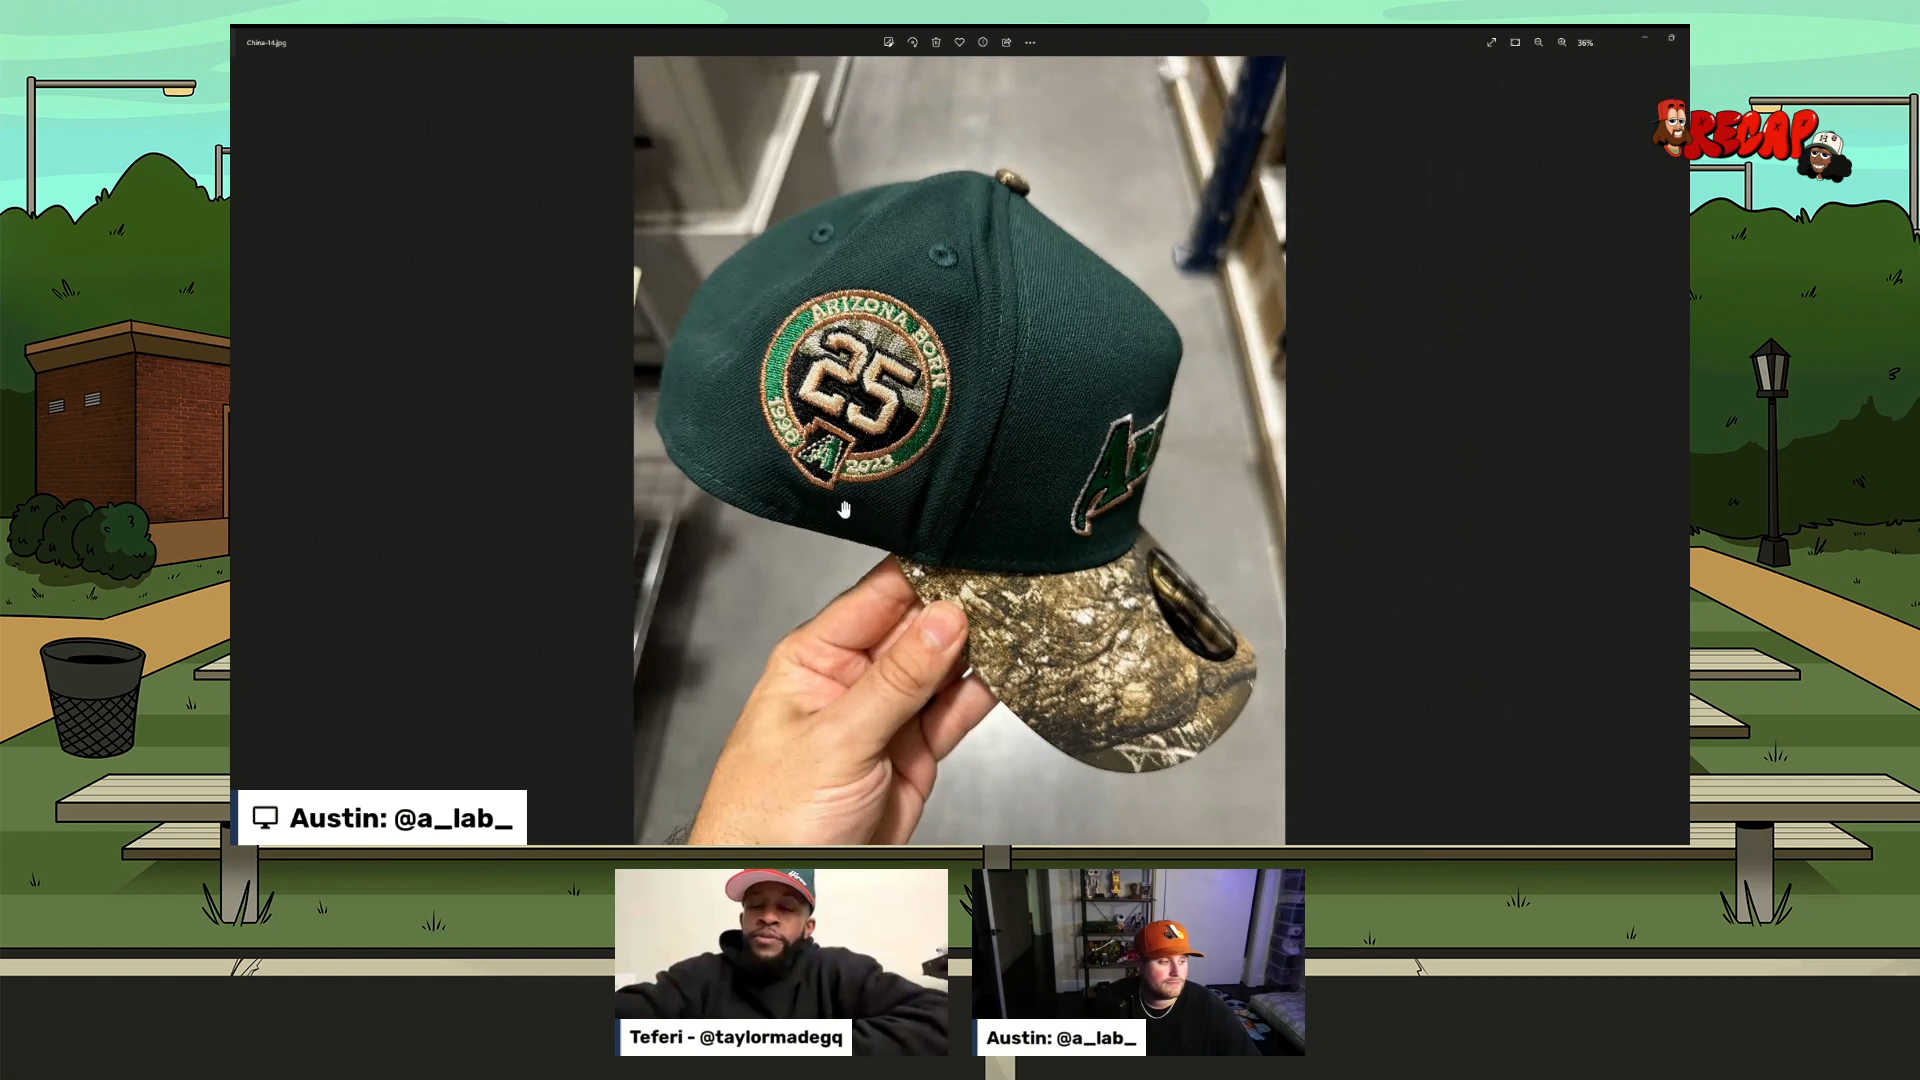 China-14.jpg
36%
RECAP
ARIZONA BORN
25
1998
A
2023
A
Austin: @a_lab_
Teferi - @taylormadegq
Austin: @a_lab_